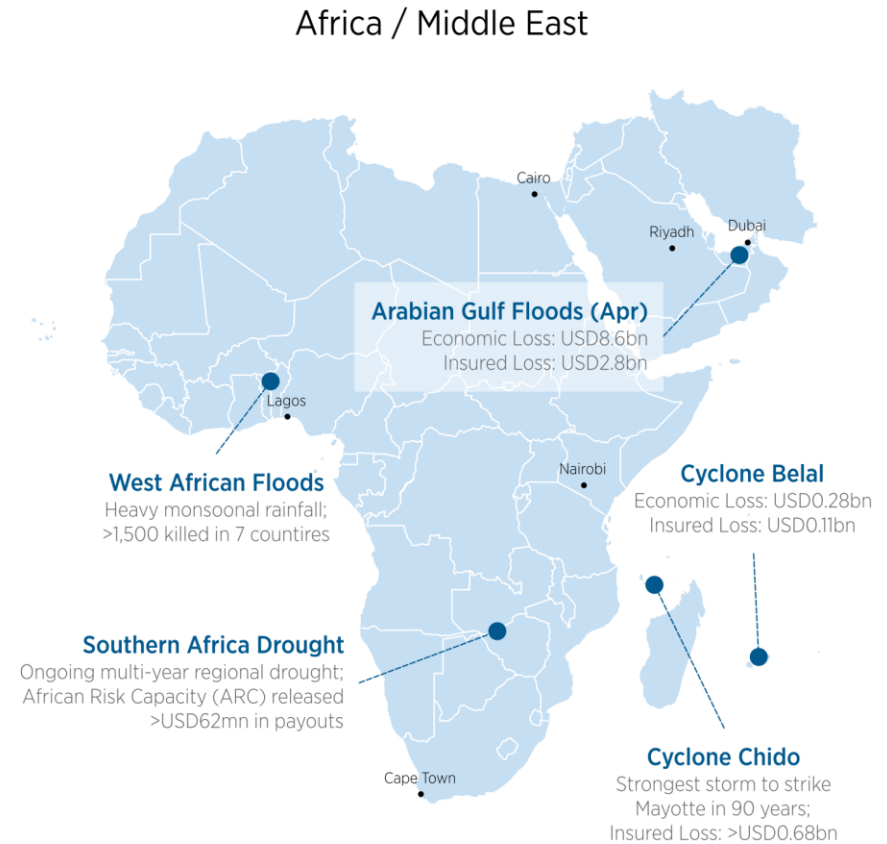 Africa / Middle East
Cairo
Riyadh
Dubai
Arabian Gulf Floods (Apr)
Economic Loss: USD8.6bn
Insured Loss: USD2.8bn
Lagos
West African Floods
Heavy monsoonal rainfall;
>1,500 killed in 7 countires
Nairobi
Cyclone Belal
Economic Loss: USD0.28bn
Insured Loss: USD0.11bn
Southern Africa Drought
Ongoing multi-year regional drought;
African Risk Capacity (ARC) released
>USD62mn in payouts
Cape Town
Cyclone Chido
Strongest storm to strike
Mayotte in 90 years;
Insured Loss: >USD0.68bn